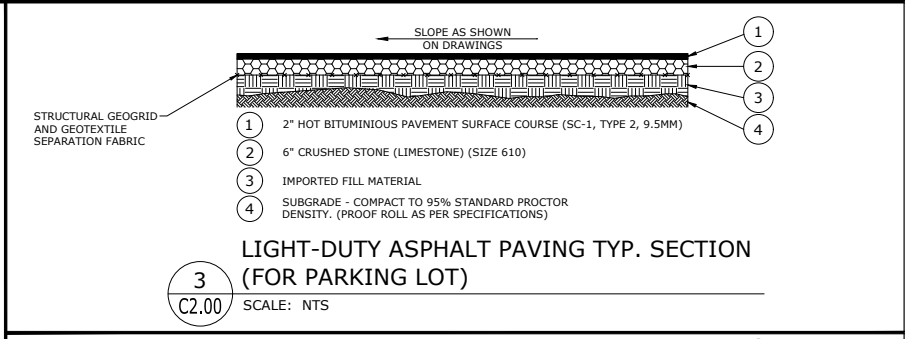 SLOPE AS SHOWN
ON DRAWINGS
1
2
3
4
STRUCTURAL GEOGRID
AND GEOTEXTILE
SEPARATION FABRIC
1 2" HOT BITUMINIOUS PAVEMENT SURFACE COURSE (SC-1, TYPE 2, 9.5MM)
2 6" CRUSHED STONE (LIMESTONE) (SIZE 610)
3 IMPORTED FILL MATERIAL
4 SUBGRADE - COMPACT TO 95% STANDARD PROCTOR
DENSITY. (PROOF ROLL AS PER SPECIFICATIONS)
LIGHT-DUTY ASPHALT PAVING TYP. SECTION
(FOR PARKING LOT)
3
C2.00
SCALE: NTS